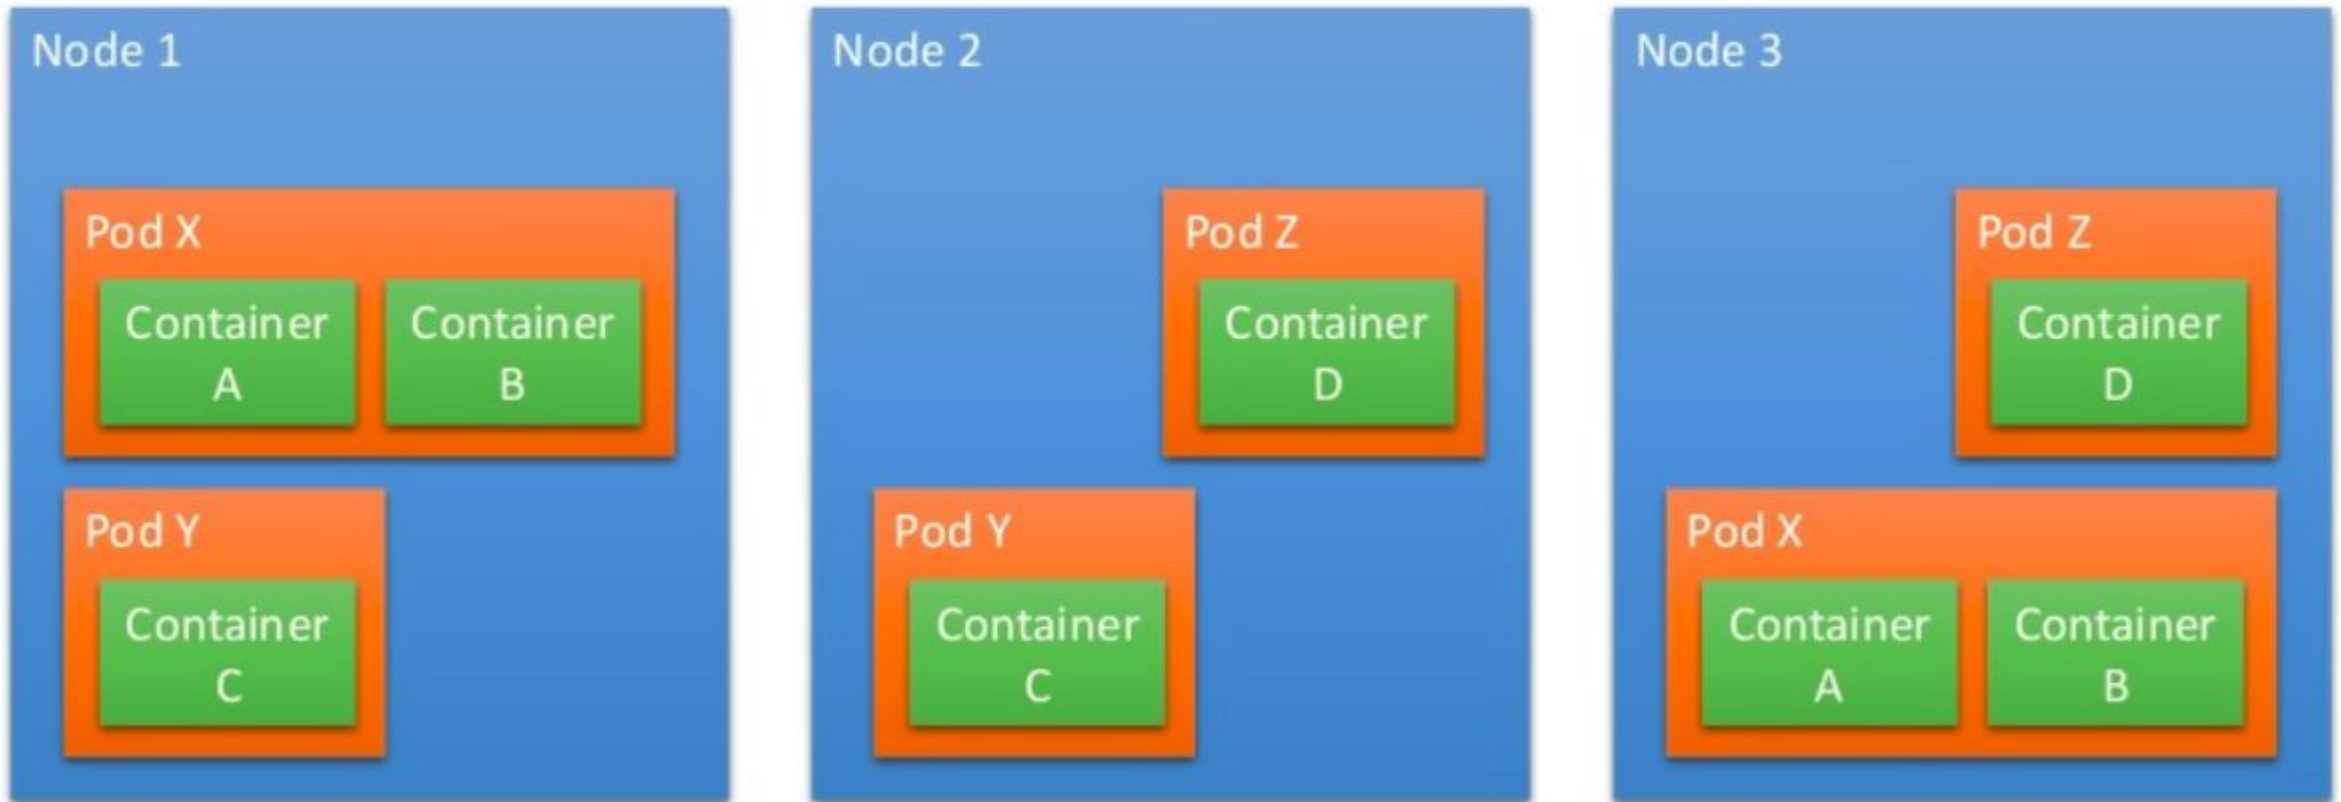 Node 1
Pod X
Container
A
Container
B
Pod Y
Container
C
Node 2
Pod Z
Container
D
Pod Y
Container
C
Node 3
Pod Z
Container
D
Pod X
Container
A
Container
B